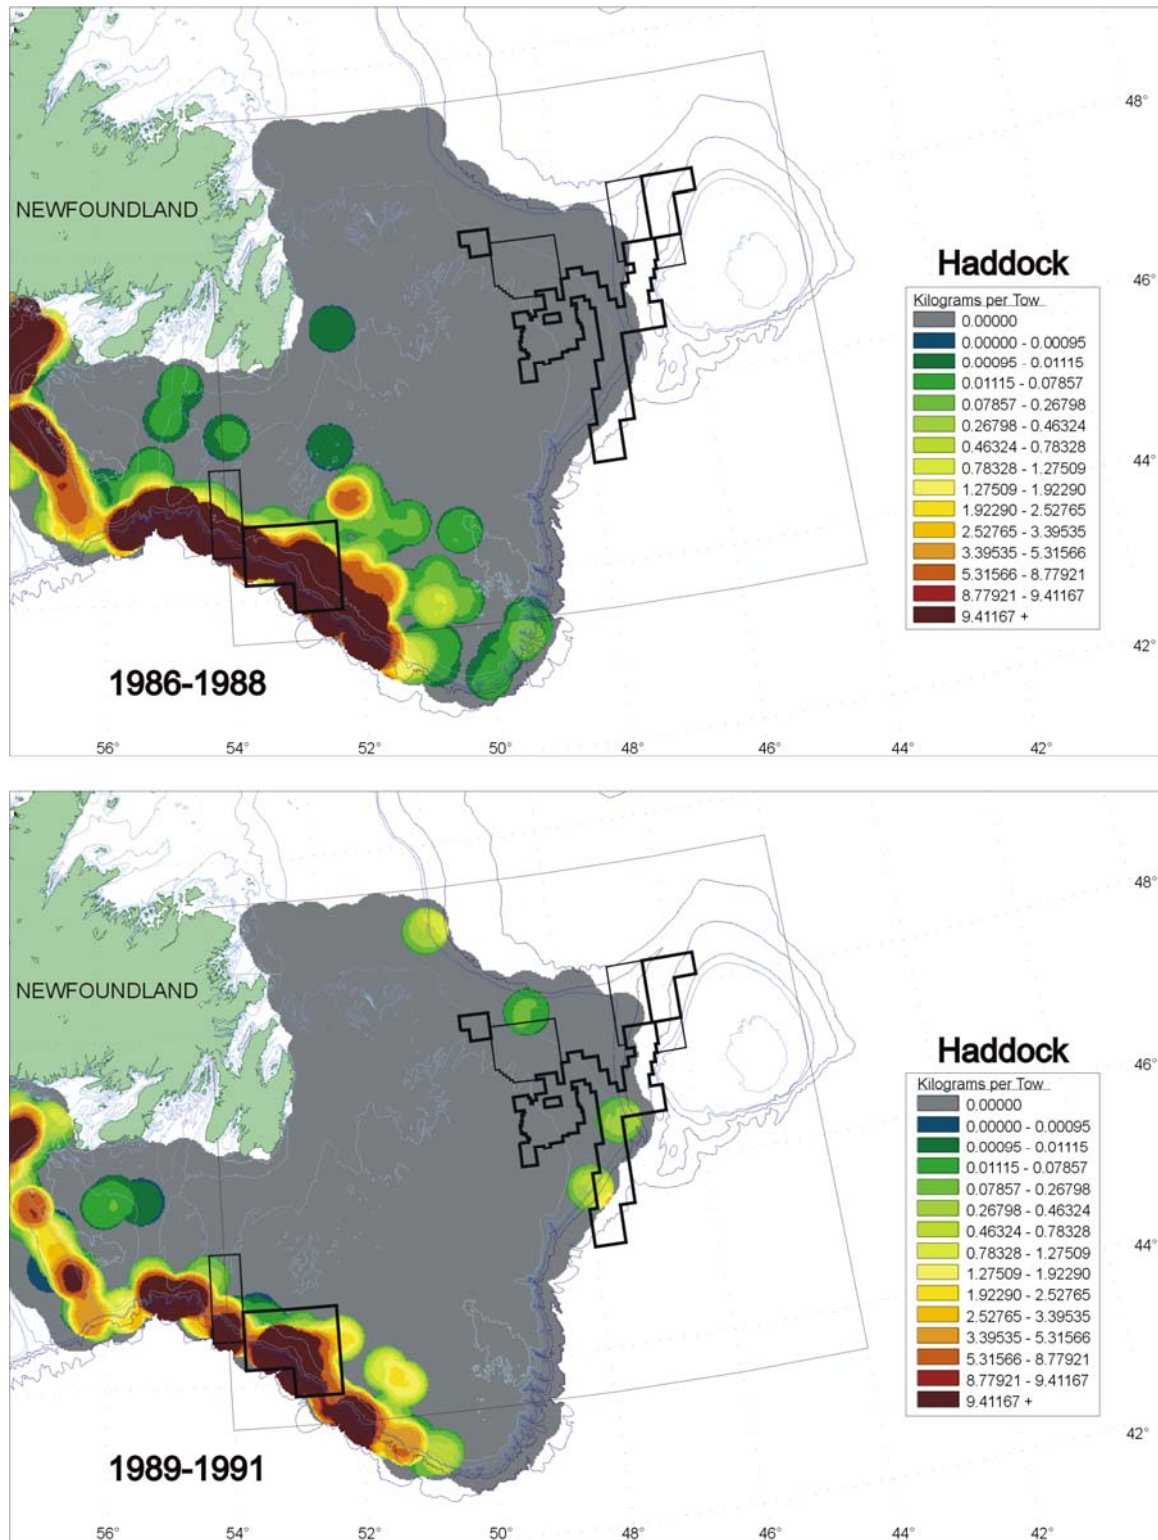 48°
NEWFOUNDLAND
46°
Haddock
Kilograms per Tow
0.00000
0.00000 - 0.00095
0.00095 - 0.01115
0.01115 - 0.07857
0.07857 - 0.26798
0.26798 - 0.46324
0.46324 - 0.78328
0.78328 - 1.27509
1.27509 - 1.92290
1.92290 - 2.52765
2.52765 - 3.39535
3.39535 - 5.31566
5.31566 - 8.77921
8.77921 - 9.41167
9.41167 +
44°
42°
1986-1988
56° 54° 52° 50° 48° 46° 44° 42°
48°
NEWFOUNDLAND
46°
Haddock
Kilograms per Tow
0.00000
0.00000 - 0.00095
0.00095 - 0.01115
0.01115 - 0.07857
0.07857 - 0.26798
0.26798 - 0.46324
0.46324 - 0.78328
0.78328 - 1.27509
1.27509 - 1.92290
1.92290 - 2.52765
2.52765 - 3.39535
3.39535 - 5.31566
5.31566 - 8.77921
8.77921 - 9.41167
9.41167 +
44°
42°
1989-1991
56° 54° 52° 50° 48° 46° 44° 42°